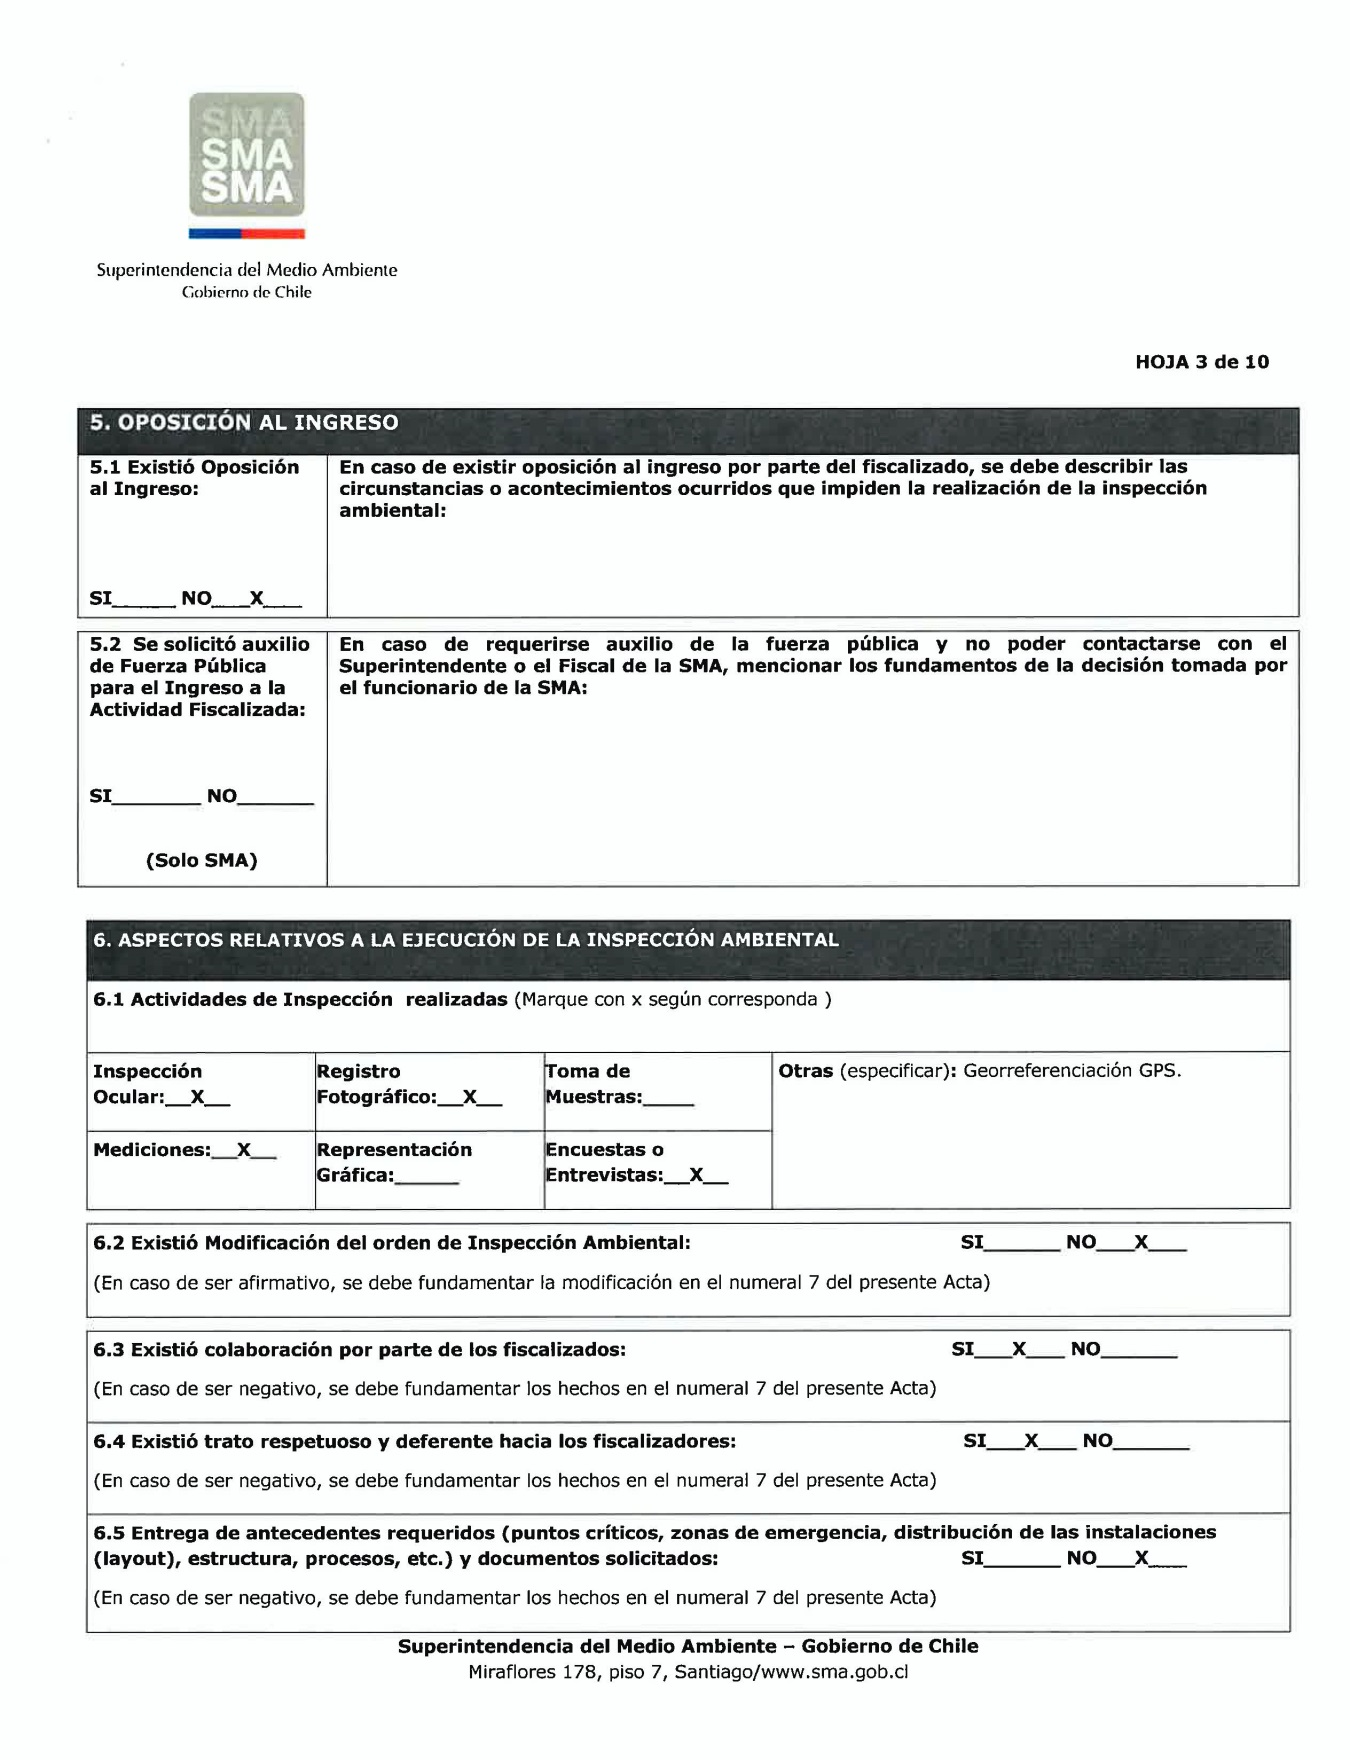 SMA
SMA
SMA
Superintendencia del Medio Ambiente
Gobierno de Chile
HOJA 3 de 10
5. OPOSICIÓN AL INGRESO
5.1 Existió Oposición
al Ingreso:
SI_____ NO___X___
En caso de existir oposición al ingreso por parte del fiscalizado, se debe describir las
circunstancias o acontecimientos ocurridos que impiden la realización de la inspección
ambiental:
5.2 Se solicitó auxilio
de Fuerza Pública
para el Ingreso a la
Actividad Fiscalizada:
SI_______ NO______
(Solo SMA)
En caso de requerirse auxilio de la fuerza pública y no poder contactarse con el
Superintendente o el Fiscal de la SMA, mencionar los fundamentos de la decisión tomada por
el funcionario de la SMA:
6. ASPECTOS RELATIVOS A LA EJECUCIÓN DE LA INSPECCIÓN AMBIENTAL
6.1 Actividades de Inspección realizadas (Marque con x según corresponda )
Inspección
Ocular:__X__
Registro
Fotográfico:__X__
Toma de
Muestras:____
Otras (especificar): Georreferenciación GPS.
Mediciones:__X__
Representación
Gráfica:_____
Encuestas o
Entrevistas:__X__
6.2 Existió Modificación del orden de Inspección Ambiental: SI______ NO___X___
(En caso de ser afirmativo, se debe fundamentar la modificación en el numeral 7 del presente Acta)
6.3 Existió colaboración por parte de los fiscalizados: SI___X___ NO______
(En caso de ser negativo, se debe fundamentar los hechos en el numeral 7 del presente Acta)
6.4 Existió trato respetuoso y deferente hacia los fiscalizadores: SI___X___ NO______
(En caso de ser negativo, se debe fundamentar los hechos en el numeral 7 del presente Acta)
6.5 Entrega de antecedentes requeridos (puntos críticos, zonas de emergencia, distribución de las instalaciones
(layout), estructura, procesos, etc.) y documentos solicitados: SI______ NO___X___
(En caso de ser negativo, se debe fundamentar los hechos en el numeral 7 del presente Acta)
Superintendencia del Medio Ambiente – Gobierno de Chile
Miraflores 178, piso 7, Santiago/www.sma.gob.cl